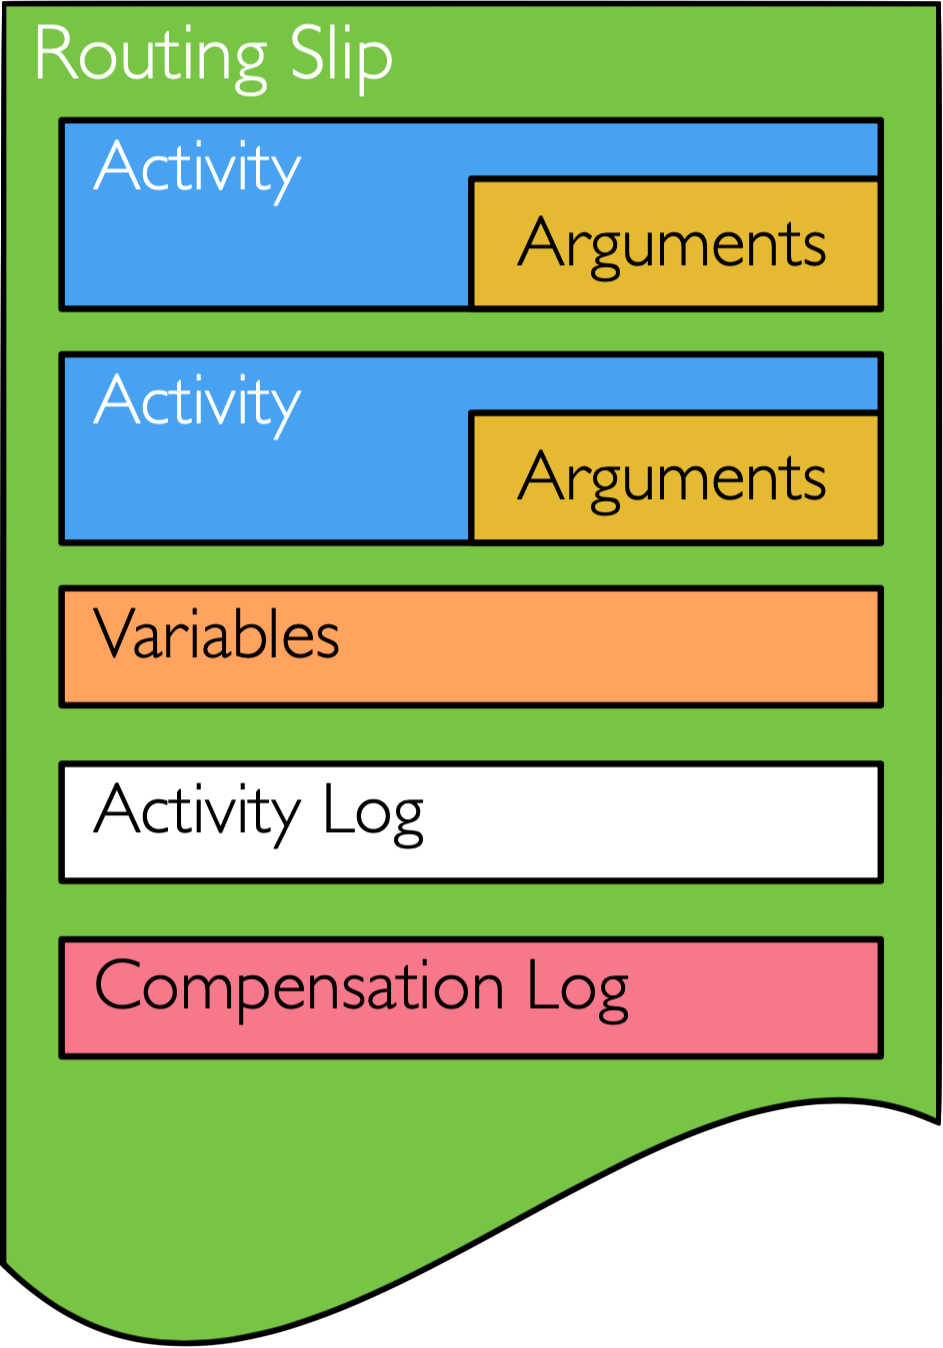 Routing Slip
Activity
Arguments
Activity
Arguments
Variables
Activity Log
Compensation Log